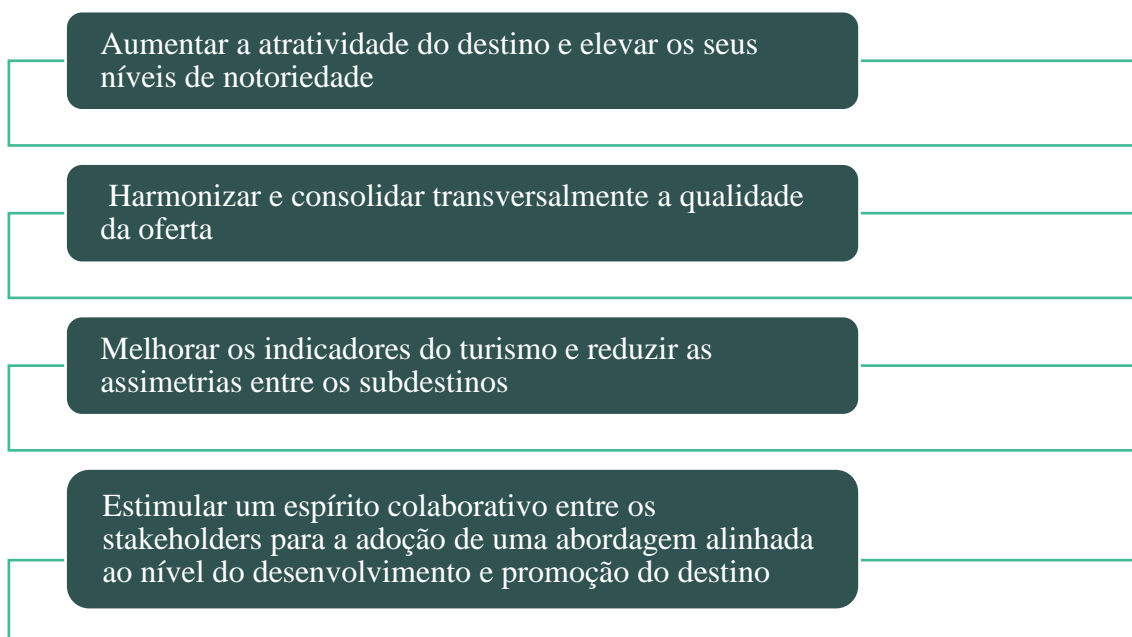 Aumentar a atratividade do destino e elevar os seus
níveis de notoriedade
Harmonizar e consolidar transversalmente a qualidade
da oferta
Melhorar os indicadores do turismo e reduzir as
assimetrias entre os subdestinos
Estimular um espírito colaborativo entre os
stakeholders para a adoção de uma abordagem alinhada
ao nível do desenvolvimento e promoção do destino